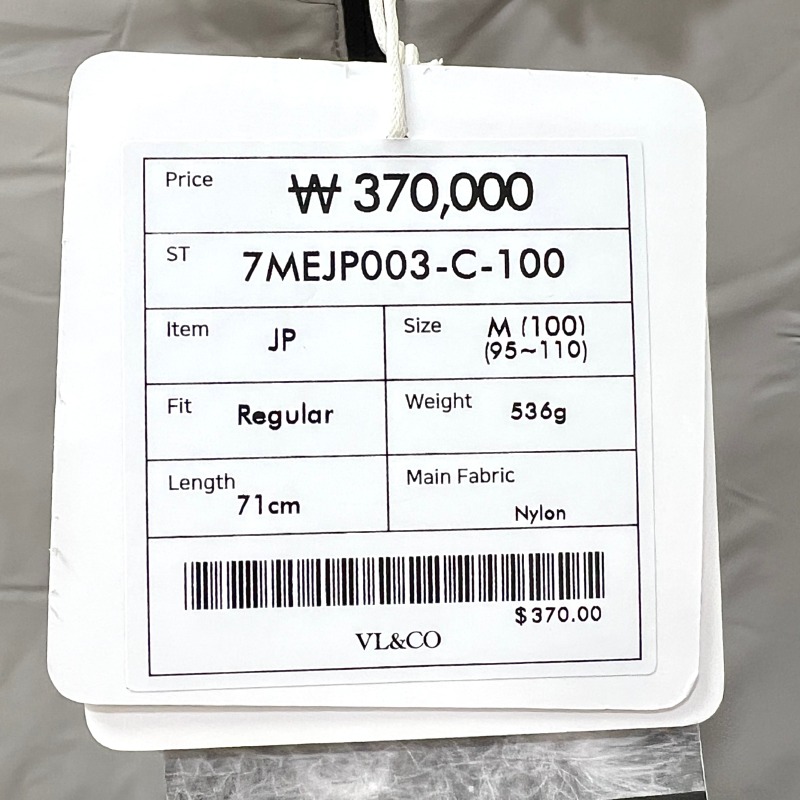 Price ₩ 370,000
ST 7MEJP003-C-100
Item JP
Size M (100)
(95~110)
Fit Regular
Weight 536g
Length
71cm
Main Fabric
Nylon
$370.00
VL&CO